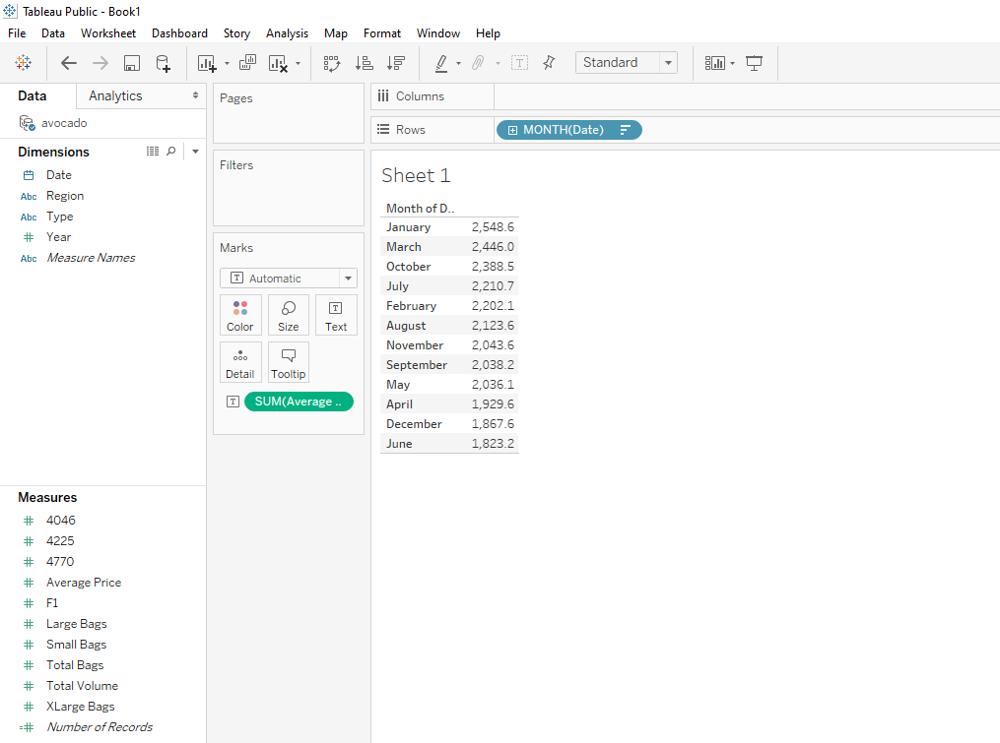 Tableau Public - Book1
File Data Worksheet Dashboard Story Analysis Map Format Window Help
Standard
Data Analytics
avocado
Dimensions
Date
Abc Region
Abc Type
Year
Abc Measure Names
Measures
4046
4225
4770
Average Price
F1
Large Bags
Small Bags
Total Bags
Total Volume
XLarge Bags
Number of Records
Pages
Filters
Marks
T Automatic
Color Size T Text
Detail Tooltip
T SUM(Average ..
Columns
Rows MONTH(Date)
Sheet 1
Month of D..
January 2,548.6
March 2,446.0
October 2,388.5
July 2,210.7
February 2,202.1
August 2,123.6
November 2,043.6
September 2,038.2
May 2,036.1
April 1,929.6
December 1,867.6
June 1,823.2